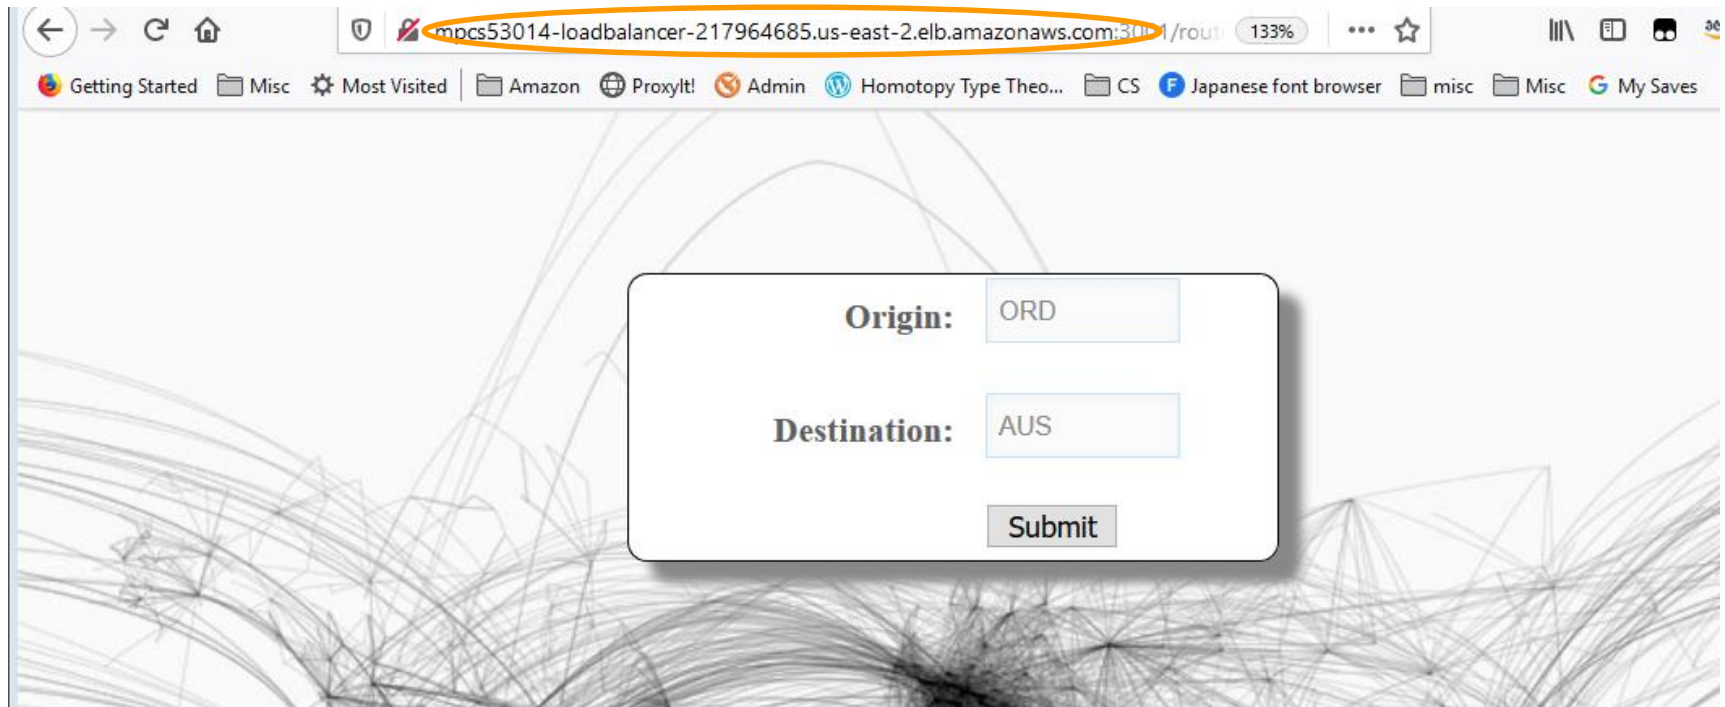 mpcs53014-loadbalancer-217964685.us-east-2.elb.amazonaws.com:3001/rout 133%
Getting Started Misc Most Visited Amazon ProxyIt! Admin Homotopy Type Theo... CS Japanese font browser misc Misc My Saves
Origin: ORD
Destination: AUS
Submit